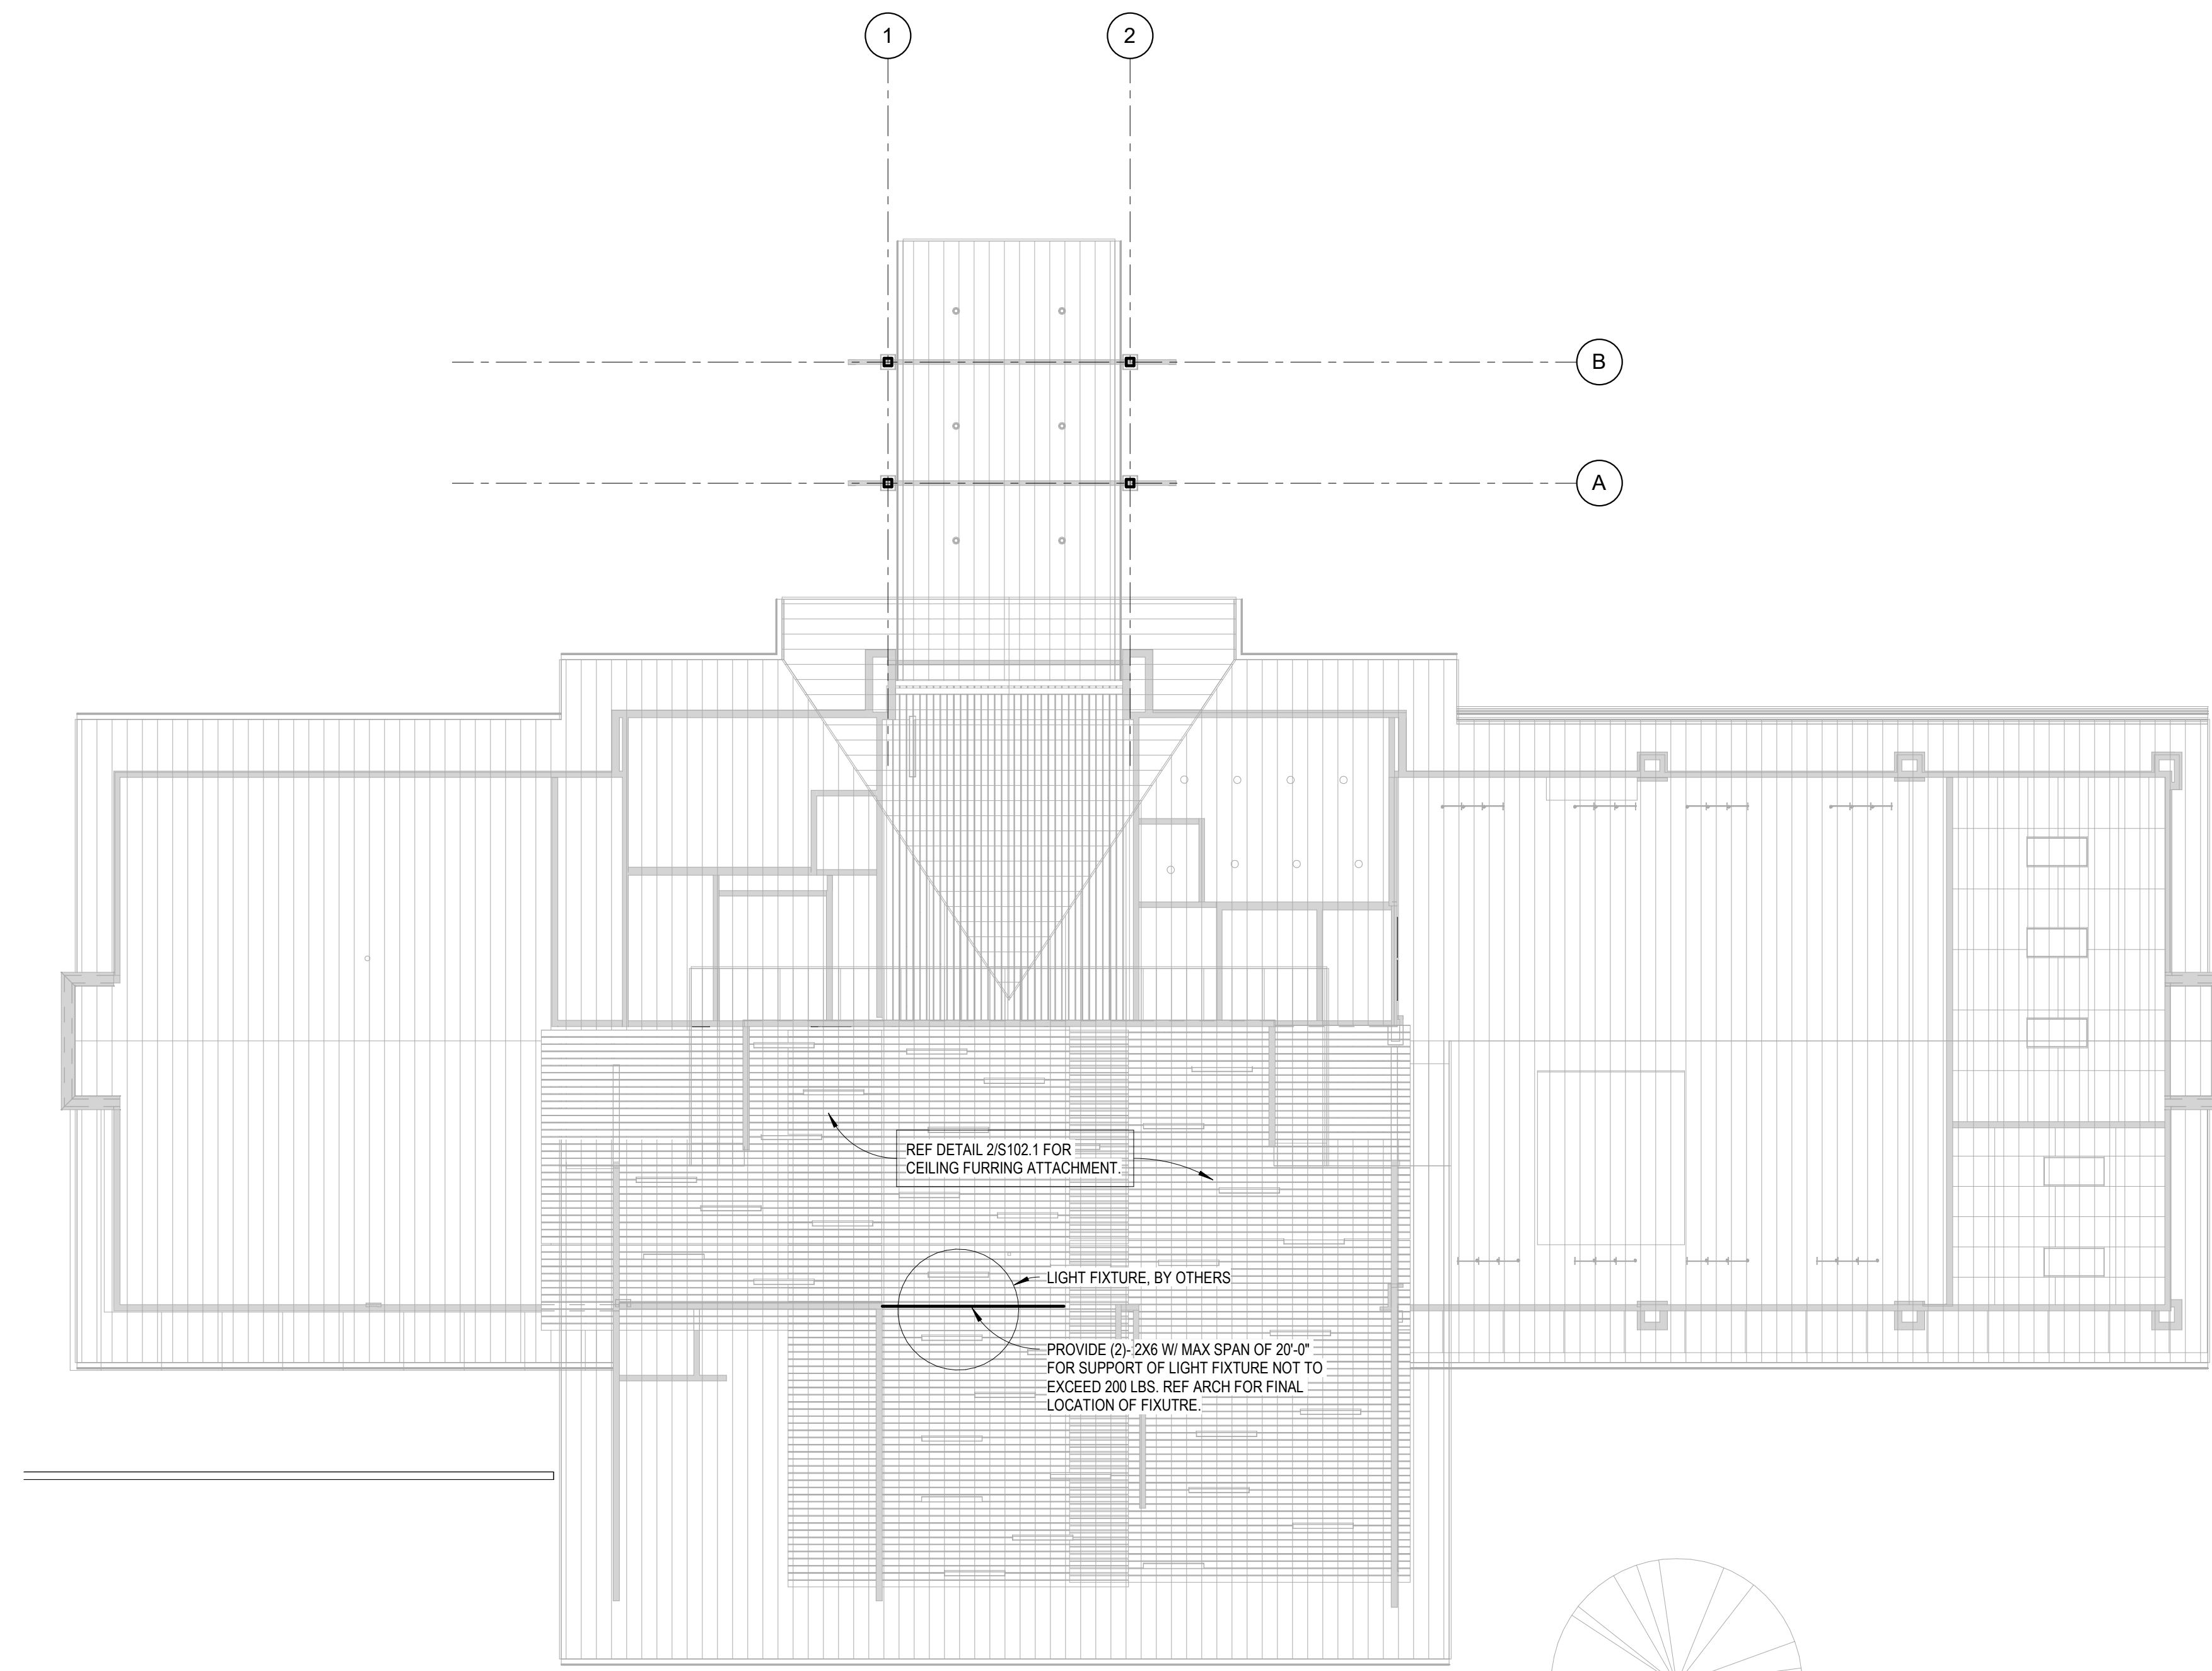 1
2
B
A
REF DETAIL 2/S102.1 FOR
CEILING FURRING ATTACHMENT.
LIGHT FIXTURE, BY OTHERS
PROVIDE (2)- 2X6 W/ MAX SPAN OF 20'-0"
FOR SUPPORT OF LIGHT FIXTURE NOT TO
EXCEED 200 LBS. REF ARCH FOR FINAL
LOCATION OF FIXUTRE.